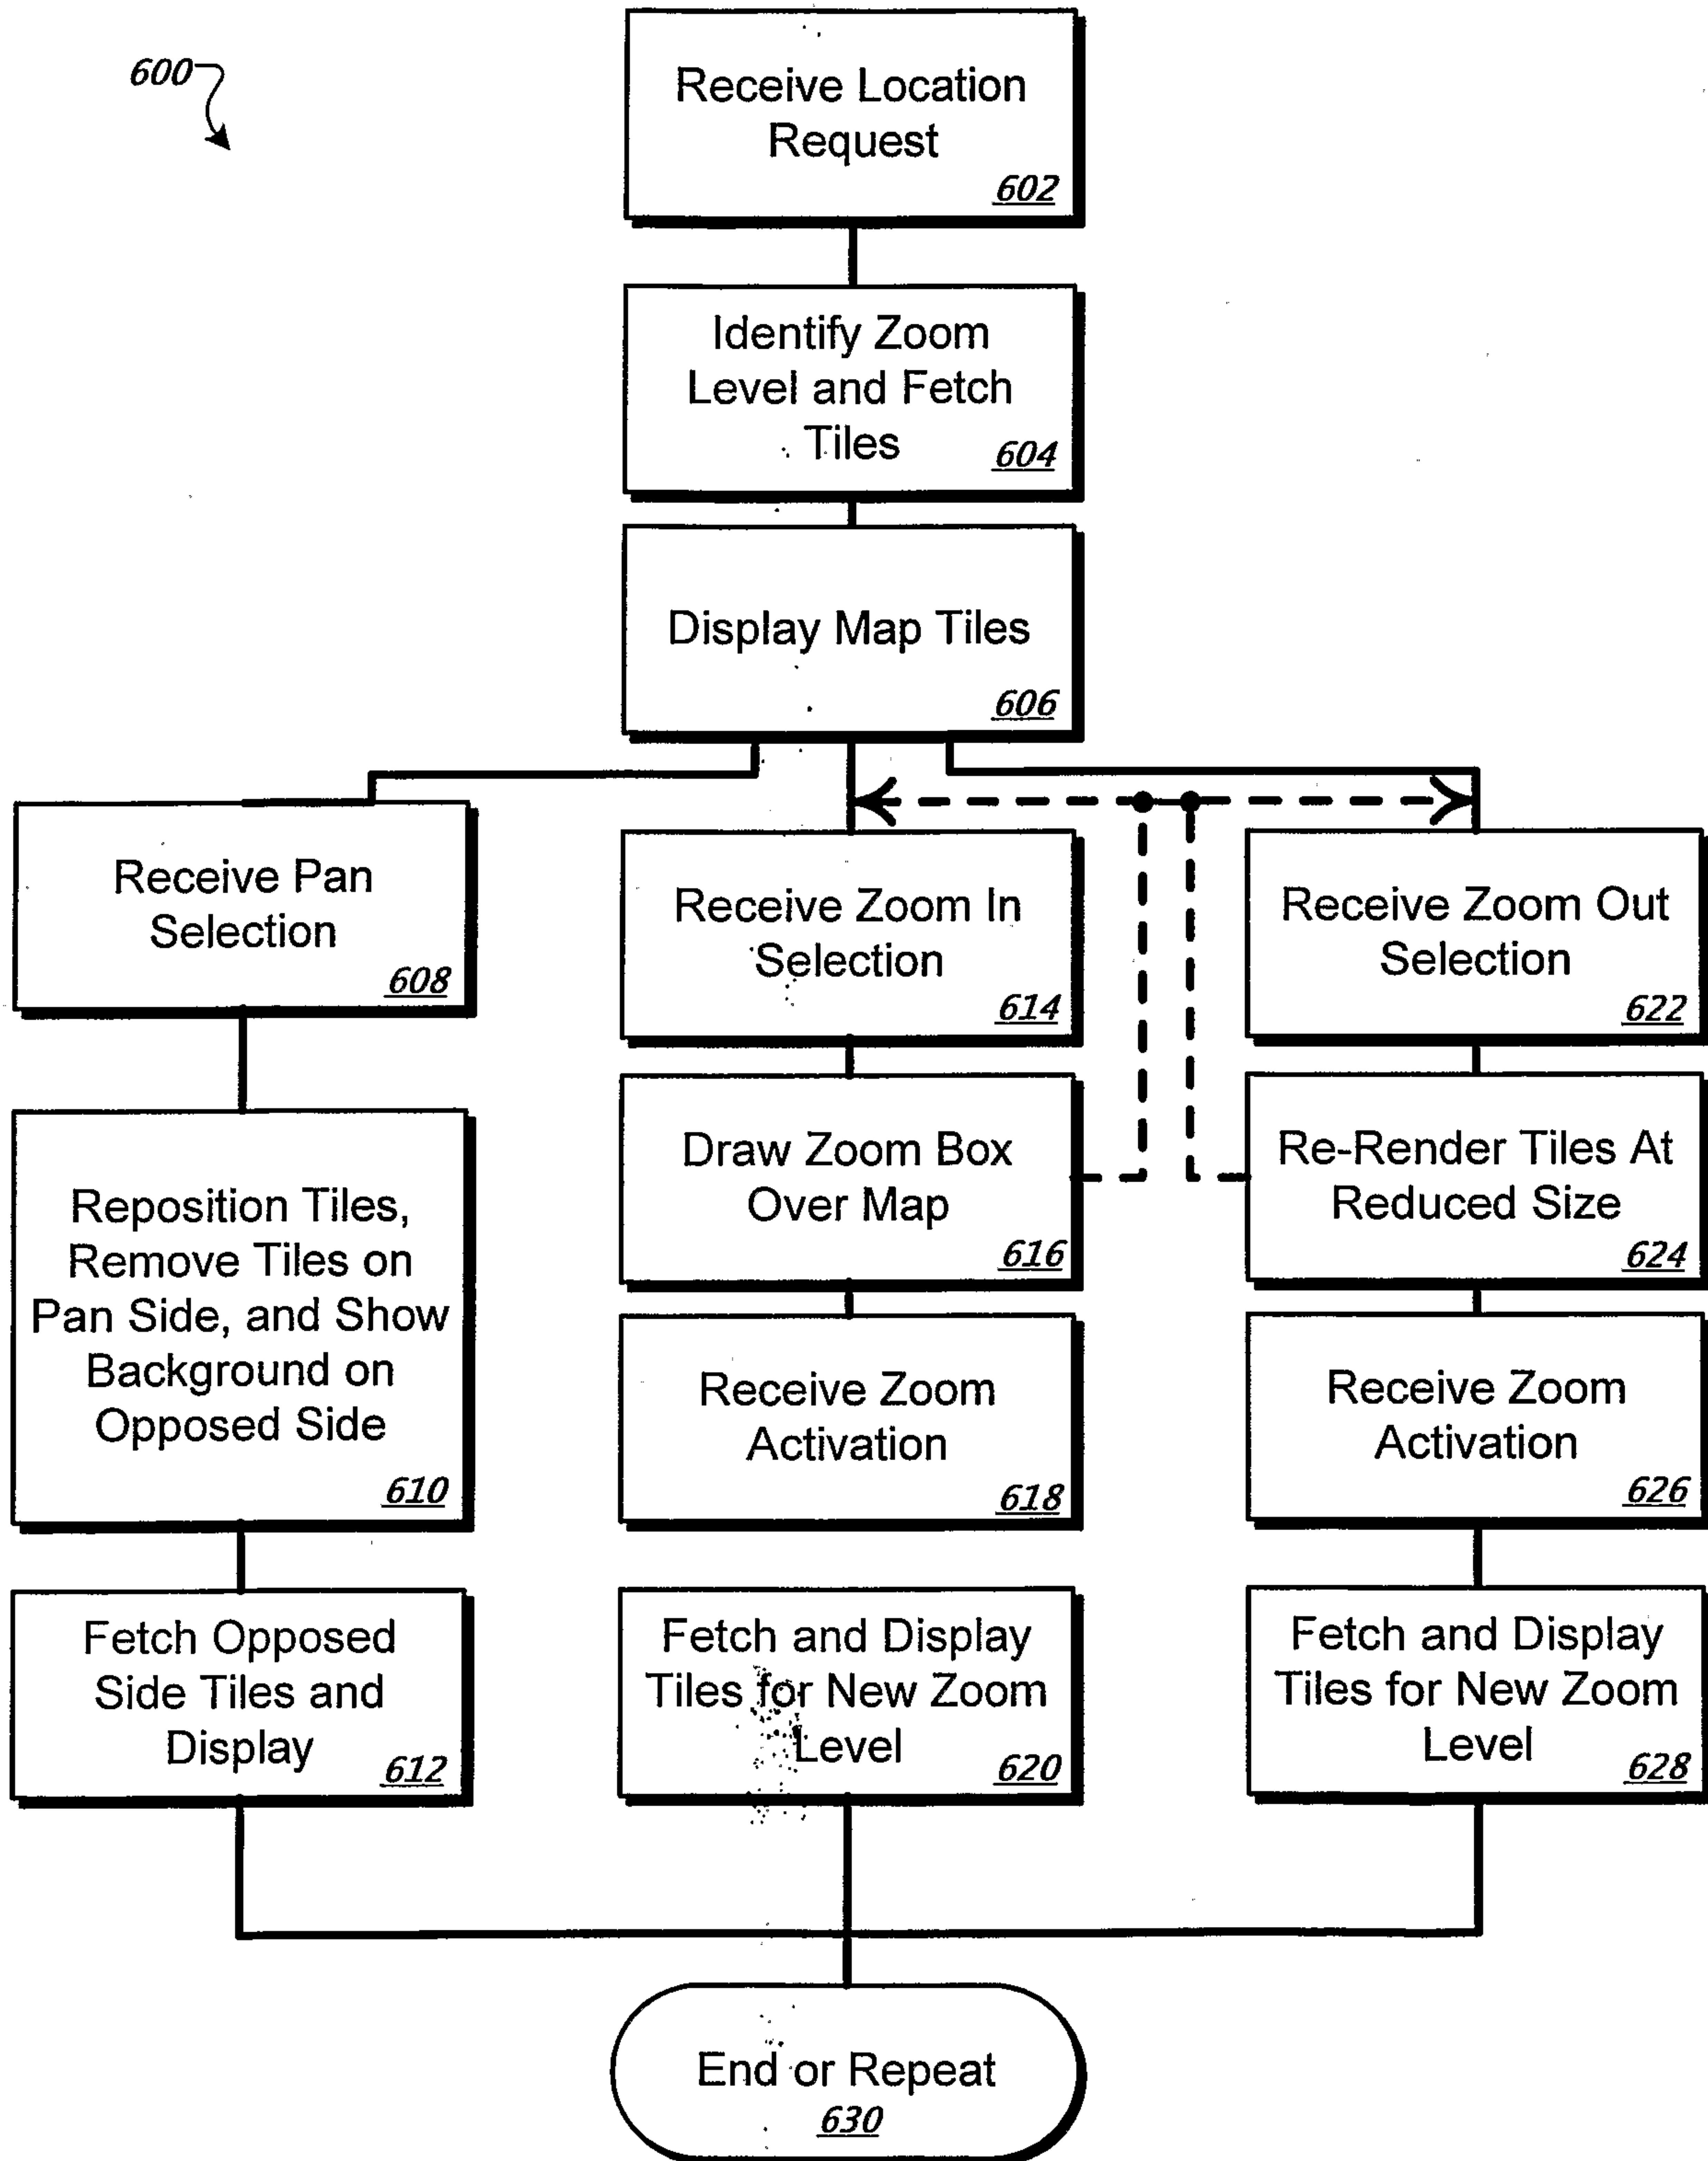 600
Receive Location
Request
602
Identify Zoom
Level and Fetch
Tiles
604
Display Map Tiles
606
Receive Pan
Selection
608
Reposition Tiles,
Remove Tiles on
Pan Side, and Show
Background on
Opposed Side
610
Fetch Opposed
Side Tiles and
Display
612
Receive Zoom In
Selection
614
Draw Zoom Box
Over Map
616
Receive Zoom
Activation
618
Fetch and Display
Tiles for New Zoom
Level
620
Receive Zoom Out
Selection
622
Re-Render Tiles At
Reduced Size
624
Receive Zoom
Activation
626
Fetch and Display
Tiles for New Zoom
Level
628
End or Repeat
630